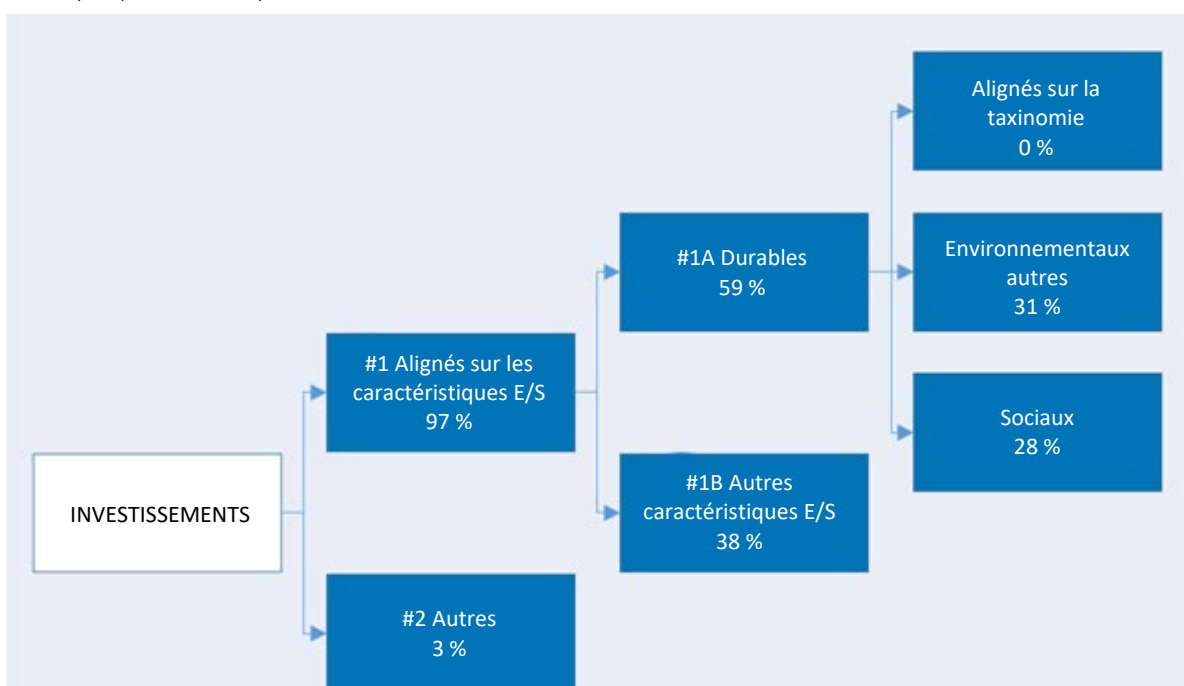 Alignés sur la
taxinomie
0 %
#1A Durables
59 %
Environnementaux
autres
31 %
#1 Alignés sur les
caractéristiques E/S
97 %
Sociaux
28 %
INVESTISSEMENTS
#1B Autres
caractéristiques E/S
38 %
#2 Autres
3 %